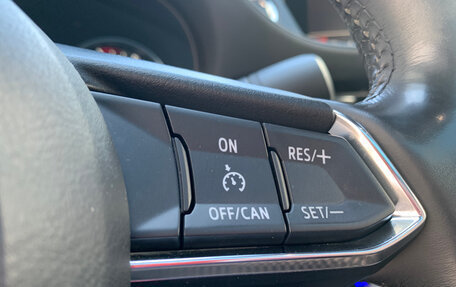 ON
OFF/CAN
RES/+
SET/—